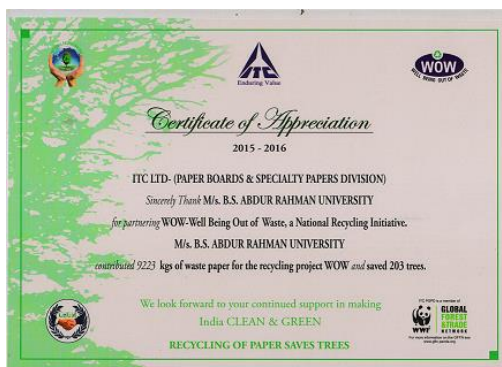 ITC
Enduring Value
WOW
WELL BEING OUT OF WASTE
Certificate of Appreciation
2015 - 2016
ITC LTD- (PAPER BOARDS & SPECIALTY PAPERS DIVISION)
Sincerely Thank M/s. B.S. ABDUR RAHMAN UNIVERSITY
for partnering WOW-Well Being Out of Waste, a National Recycling Initiative.
M/s. B.S. ABDUR RAHMAN UNIVERSITY
contributed 9223 kgs of waste paper for the recycling project WOW and saved 203 trees.
We look forward to your continued support in making
India CLEAN & GREEN
RECYCLING OF PAPER SAVES TREES
WWF
GLOBAL
FOREST
&TRADE
NETWORK